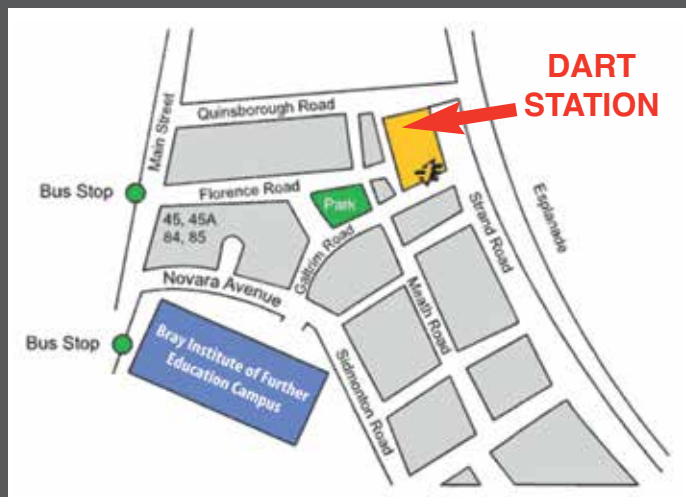 DART
STATION
Quinsborough Road
Main Street
Bus Stop
Florence Road
Park
45, 45A
84, 85
Galtrim Road
Strand Road
Esplanade
Novara Avenue
Meath Road
Bus Stop
Bray Institute of Further
Education Campus
Sidmonton Road